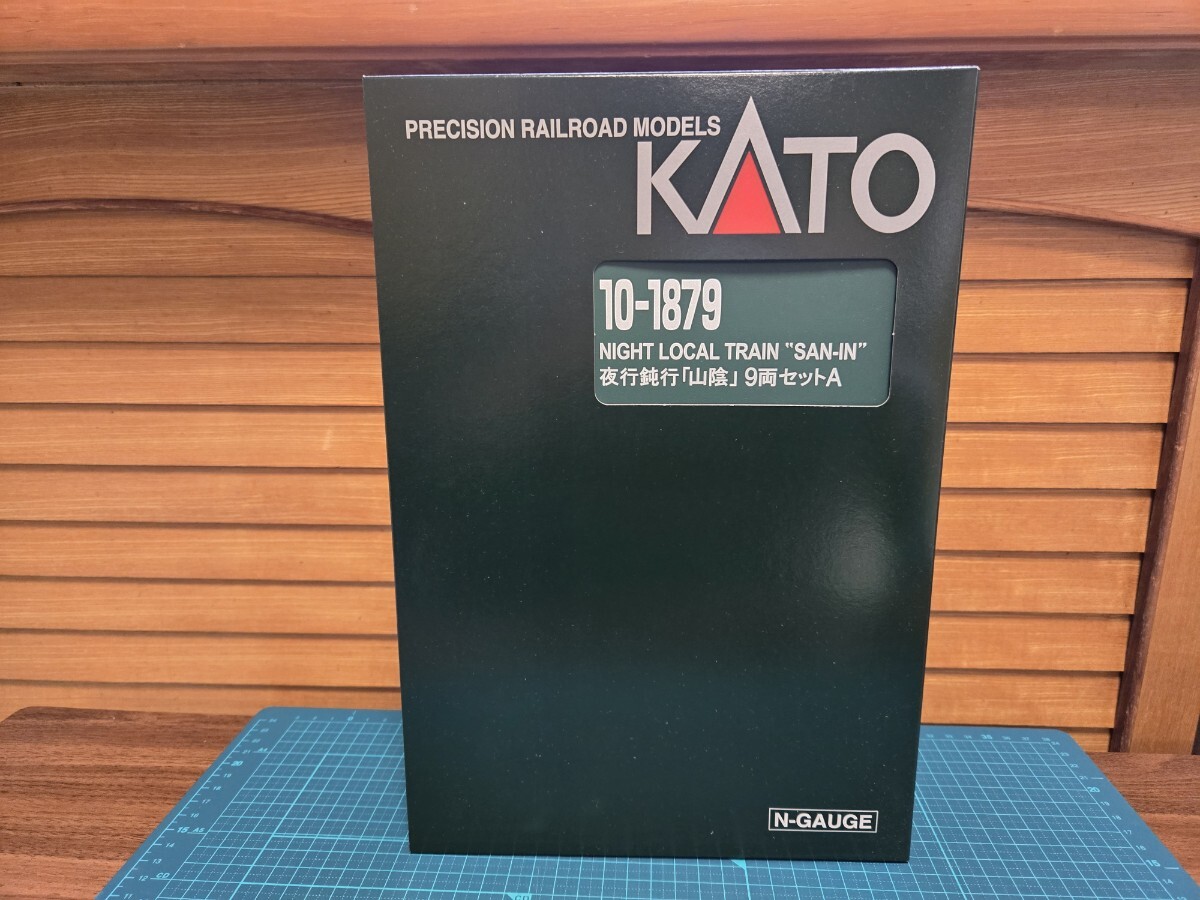 PRECISION RAILROAD MODELS
KATO
10-1879
NIGHT LOCAL TRAIN "SAN-IN"
夜行鈍行「山陰」9両セットA
N-GAUGE